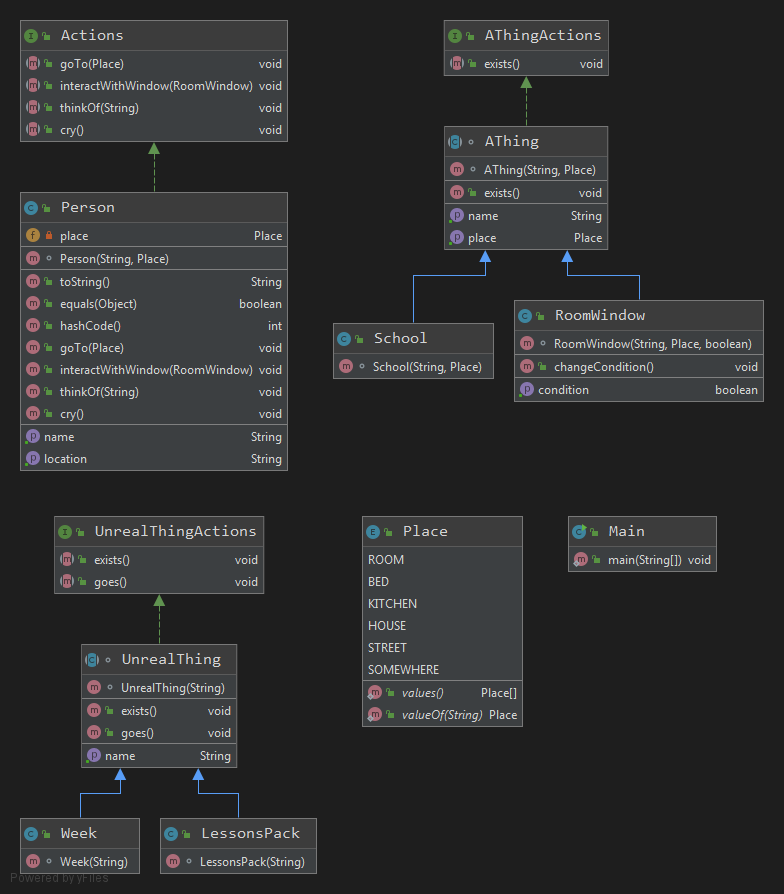 Actions
goTo(Place) void
interactWithWindow(RoomWindow) void
thinkOf(String) void
cry() void
Person
place Place
Person(String, Place)
toString() String
equals(Object) boolean
hashCode() int
goTo(Place) void
interactWithWindow(RoomWindow) void
thinkOf(String) void
cry() void
name String
location String
AThingActions
exists() void
AThing
AThing(String, Place)
exists() void
name String
place Place
School
School(String, Place)
RoomWindow
RoomWindow(String, Place, boolean)
changeCondition() void
condition boolean
UnrealThingActions
exists() void
goes() void
UnrealThing
UnrealThing(String)
exists() void
goes() void
name String
Week
Week(String)
LessonsPack
LessonsPack(String)
Place
ROOM
BED
KITCHEN
HOUSE
STREET
SOMEWHERE
values() Place[]
valueOf(String) Place
Main
main(String[]) void
Powered by yFiles